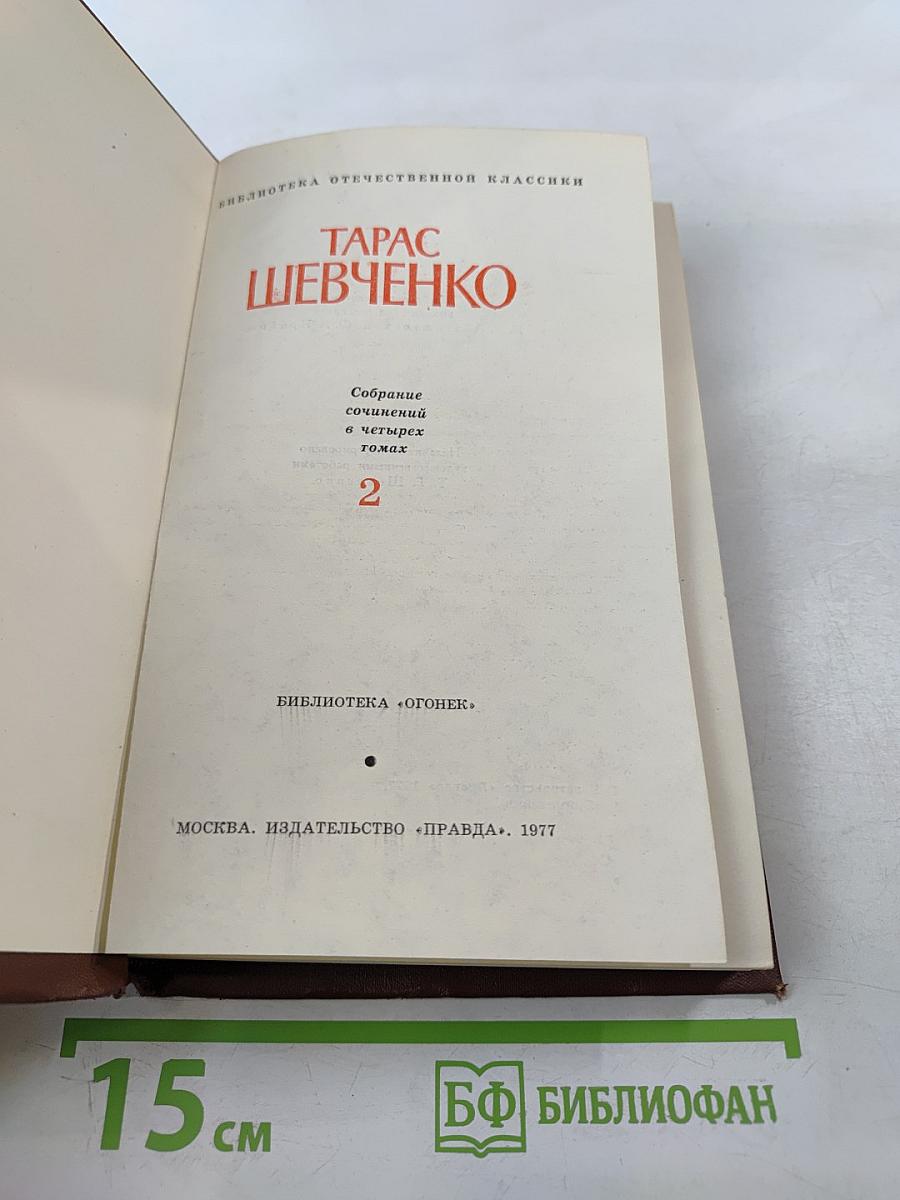 БИБЛИОТЕКА ОТЕЧЕСТВЕННОЙ КЛАССИКИ
ТАРАС
ШЕВЧЕНКО
Собрание
сочинений
в четырех
томах
2
БИБЛИОТЕКА «ОГОНЕК»
МОСКВА. ИЗДАТЕЛЬСТВО «ПРАВДА». 1977
15 см
БФ БИБЛИОФАН